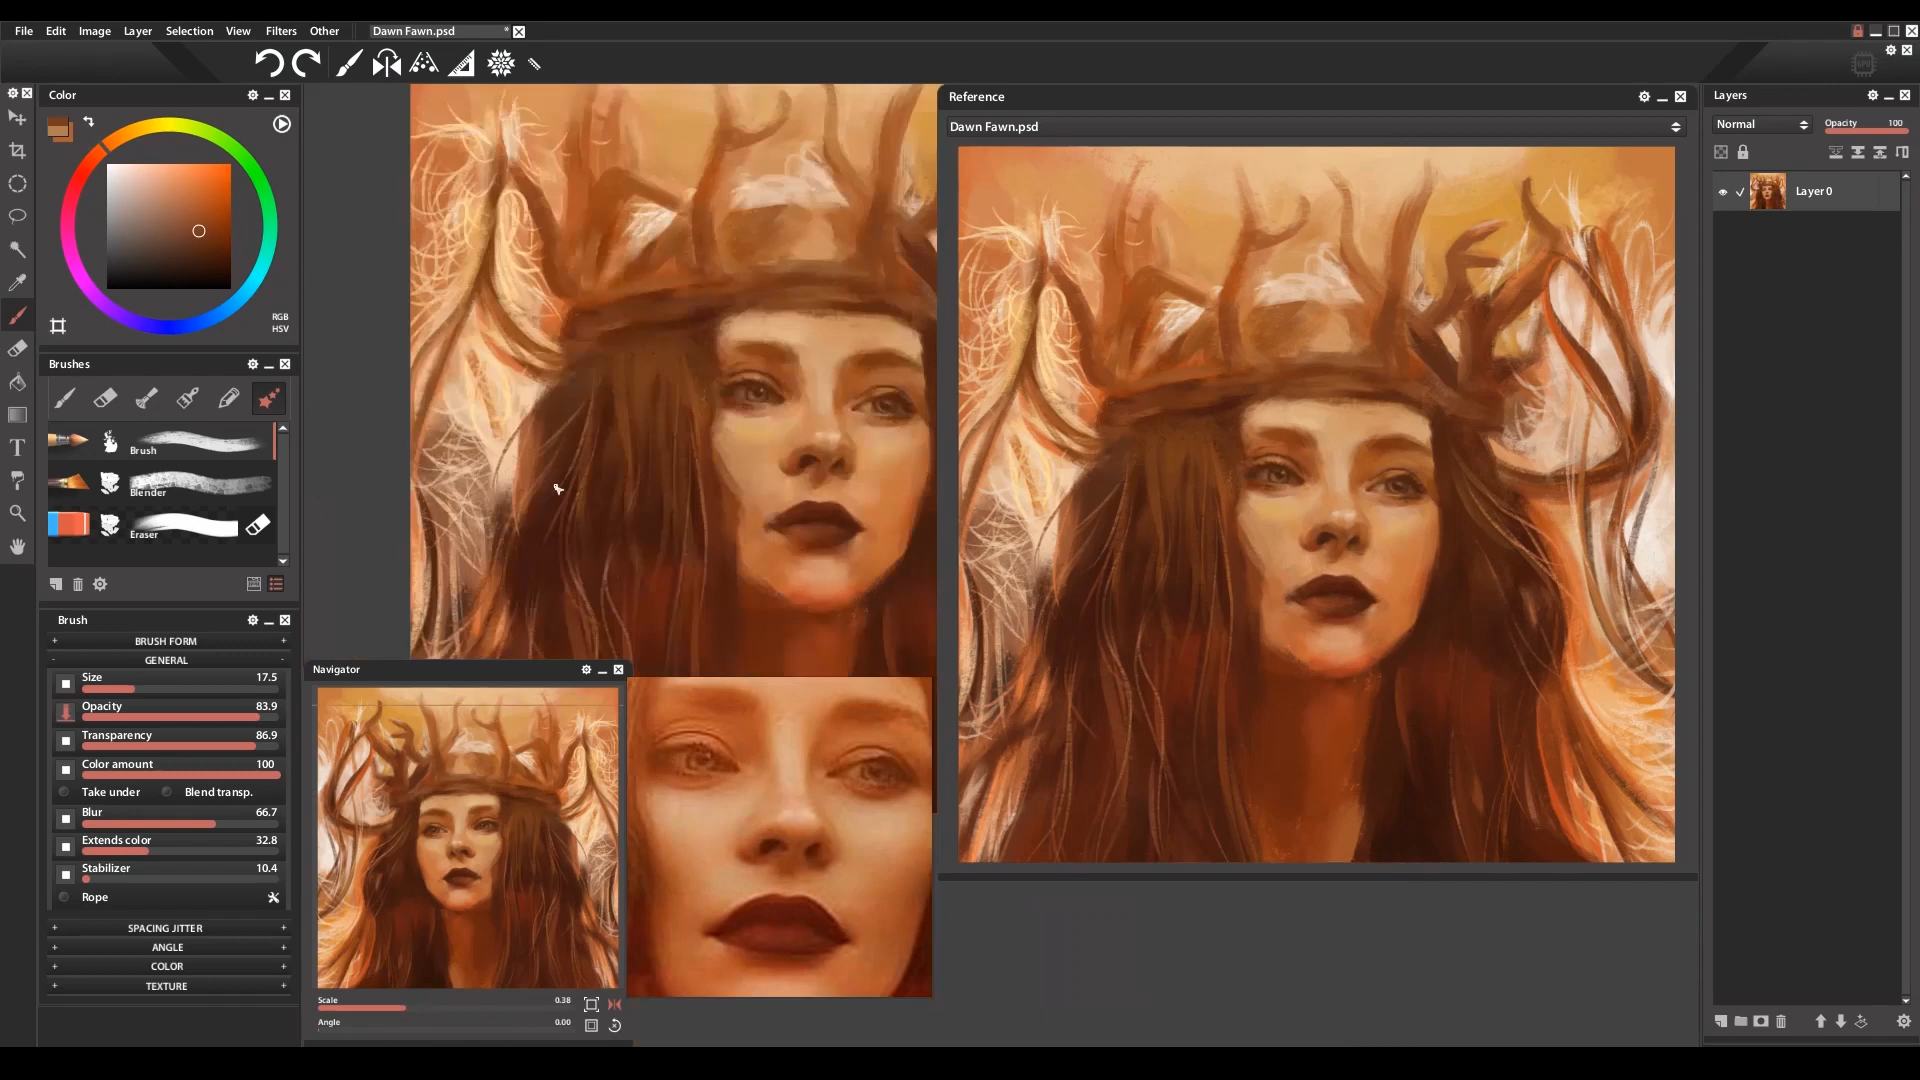 File Edit Image Layer Selection View Filters Other Dawn Fawn.psd *
Color
RGB
HSV
Brushes
Brush
Blender
Eraser
Brush
+ BRUSH FORM +
- GENERAL -
Size 17.5
Opacity 83.9
Transparency 86.9
Color amount 100
Take under Blend transp.
Blur 66.7
Extends color 32.8
Stabilizer 10.4
Rope
+ SPACING JITTER +
+ ANGLE +
+ COLOR +
+ TEXTURE +
Navigator
Scale 0.38
Angle 0.00
Reference
Dawn Fawn.psd
GPU
Layers
Normal Opacity 100
Layer 0